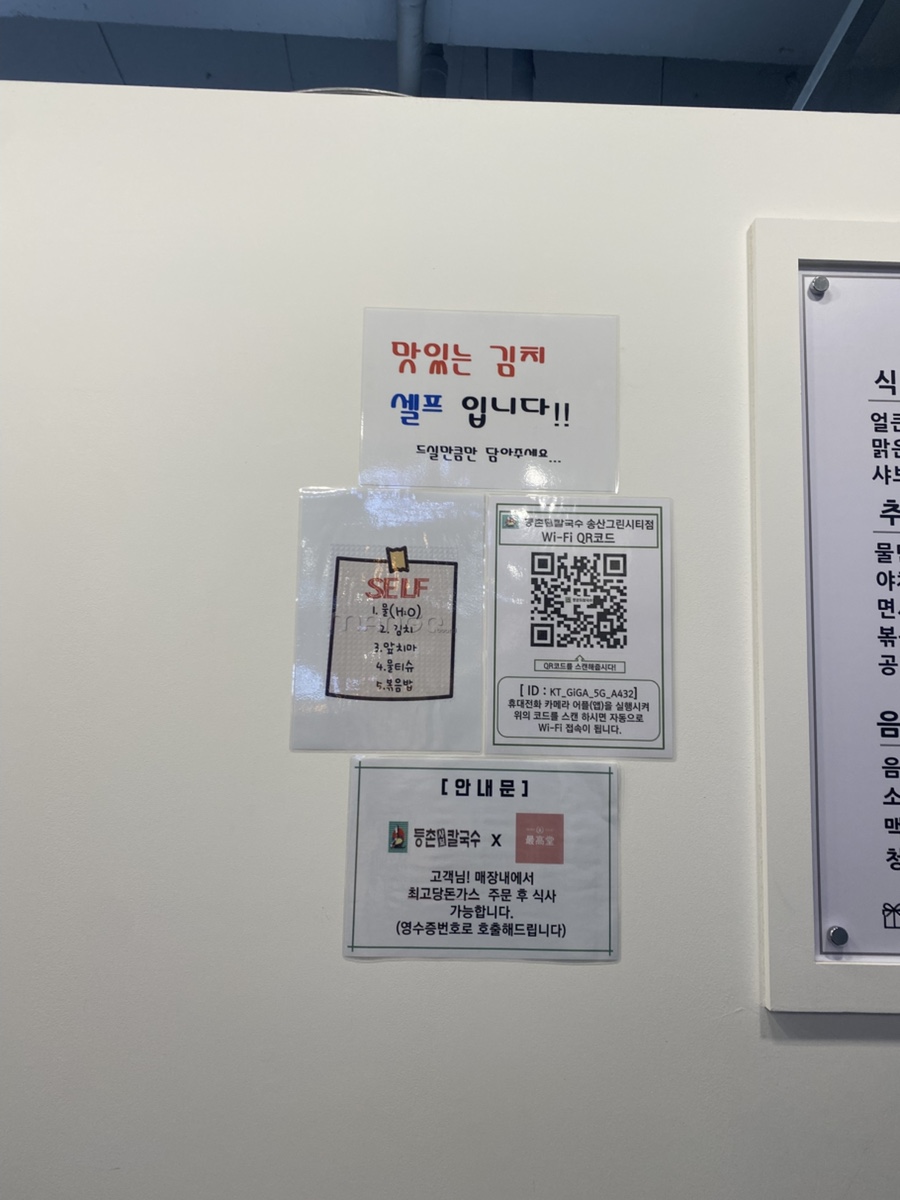 맛있는 김치
셀프 입니다!!
드실만큼만 담아주세요...
SELF
1. 물(H₂O)
2. 김치
3. 앞치마
4. 물티슈
5. 볶음밥
등촌샤브칼국수 송산그린시티점
Wi-Fi QR코드
QR코드를 스캔해줍시다!
[ ID : KT_GiGA_5G_A432]
휴대전화 카메라 어플(앱)을 실행시켜
위의 코드를 스캔 하시면 자동으로
Wi-Fi 접속이 됩니다.
[ 안 내 문 ]
등촌샤브칼국수 X 最高堂
고객님! 매장내에서
최고당돈가스 주문 후 식사
가능합니다.
(영수증번호로 호출해드립니다)
식
얼큰
맑은
샤브
추
물만
야채
면
볶
공
음
음
소
맥
청